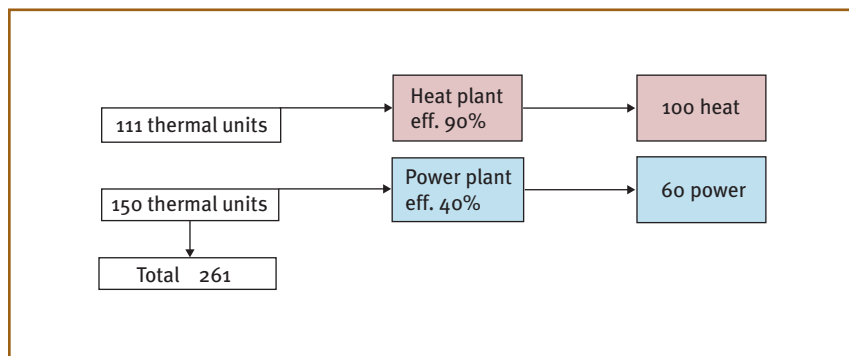 111 thermal units
Heat plant
eff. 90%
100 heat
150 thermal units
Power plant
eff. 40%
60 power
Total 261